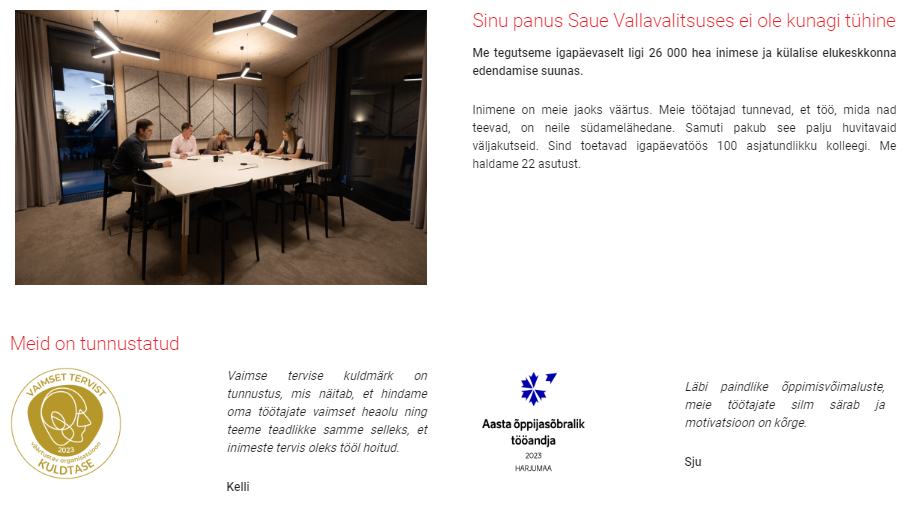 Sinu panus Saue Vallavalitsuses ei ole kunagi tühine
Me tegutseme igapäevaselt ligi 26 000 hea inimese ja külalise elukeskkonna
edendamise suunas.
Inimene on meie jaoks väärtus. Meie töötajad tunnevad, et töö, mida nad
teevad, on neile südamelähedane. Samuti pakub see palju huvitavaid
väljakutseid. Sind toetavad igapäevatöös 100 asjatundlikku kolleegi. Me
haldame 22 asutust.
Meid on tunnustatud
VAIMSET TERVIST
väärtustav organisatsioon
2023
KULDTASE
Vaimse tervise kuldmärk on
tunnustus, mis näitab, et hindame
oma töötajate vaimset heaolu ning
teeme teadlikke samme selleks, et
inimeste tervis oleks tööl hoitud.
Kelli
Aasta õppijasõbralik
tööandja
2023
HARJUMAA
Läbi paindlike õppimisvõimaluste,
meie töötajate silm särab ja
motivatsioon on kõrge.
Sju